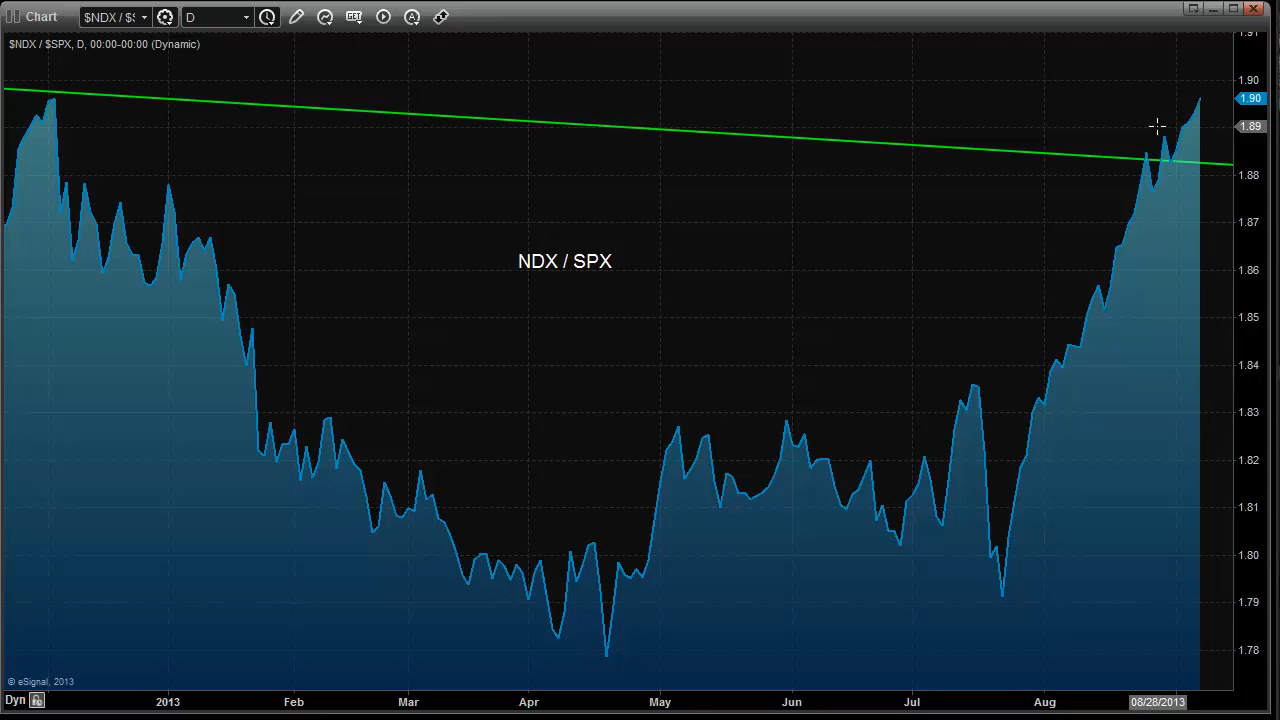 Chart
$NDX / $S
D
GET
A
$NDX / $SPX, D, 00:00-00:00 (Dynamic)
1.91
1.90
1.90
1.89
1.88
1.87
NDX / SPX
1.86
1.85
1.84
1.83
1.82
1.81
1.80
1.79
1.78
© eSignal, 2013
Dyn
2013
Feb
Mar
Apr
May
Jun
Jul
Aug
08/28/2013